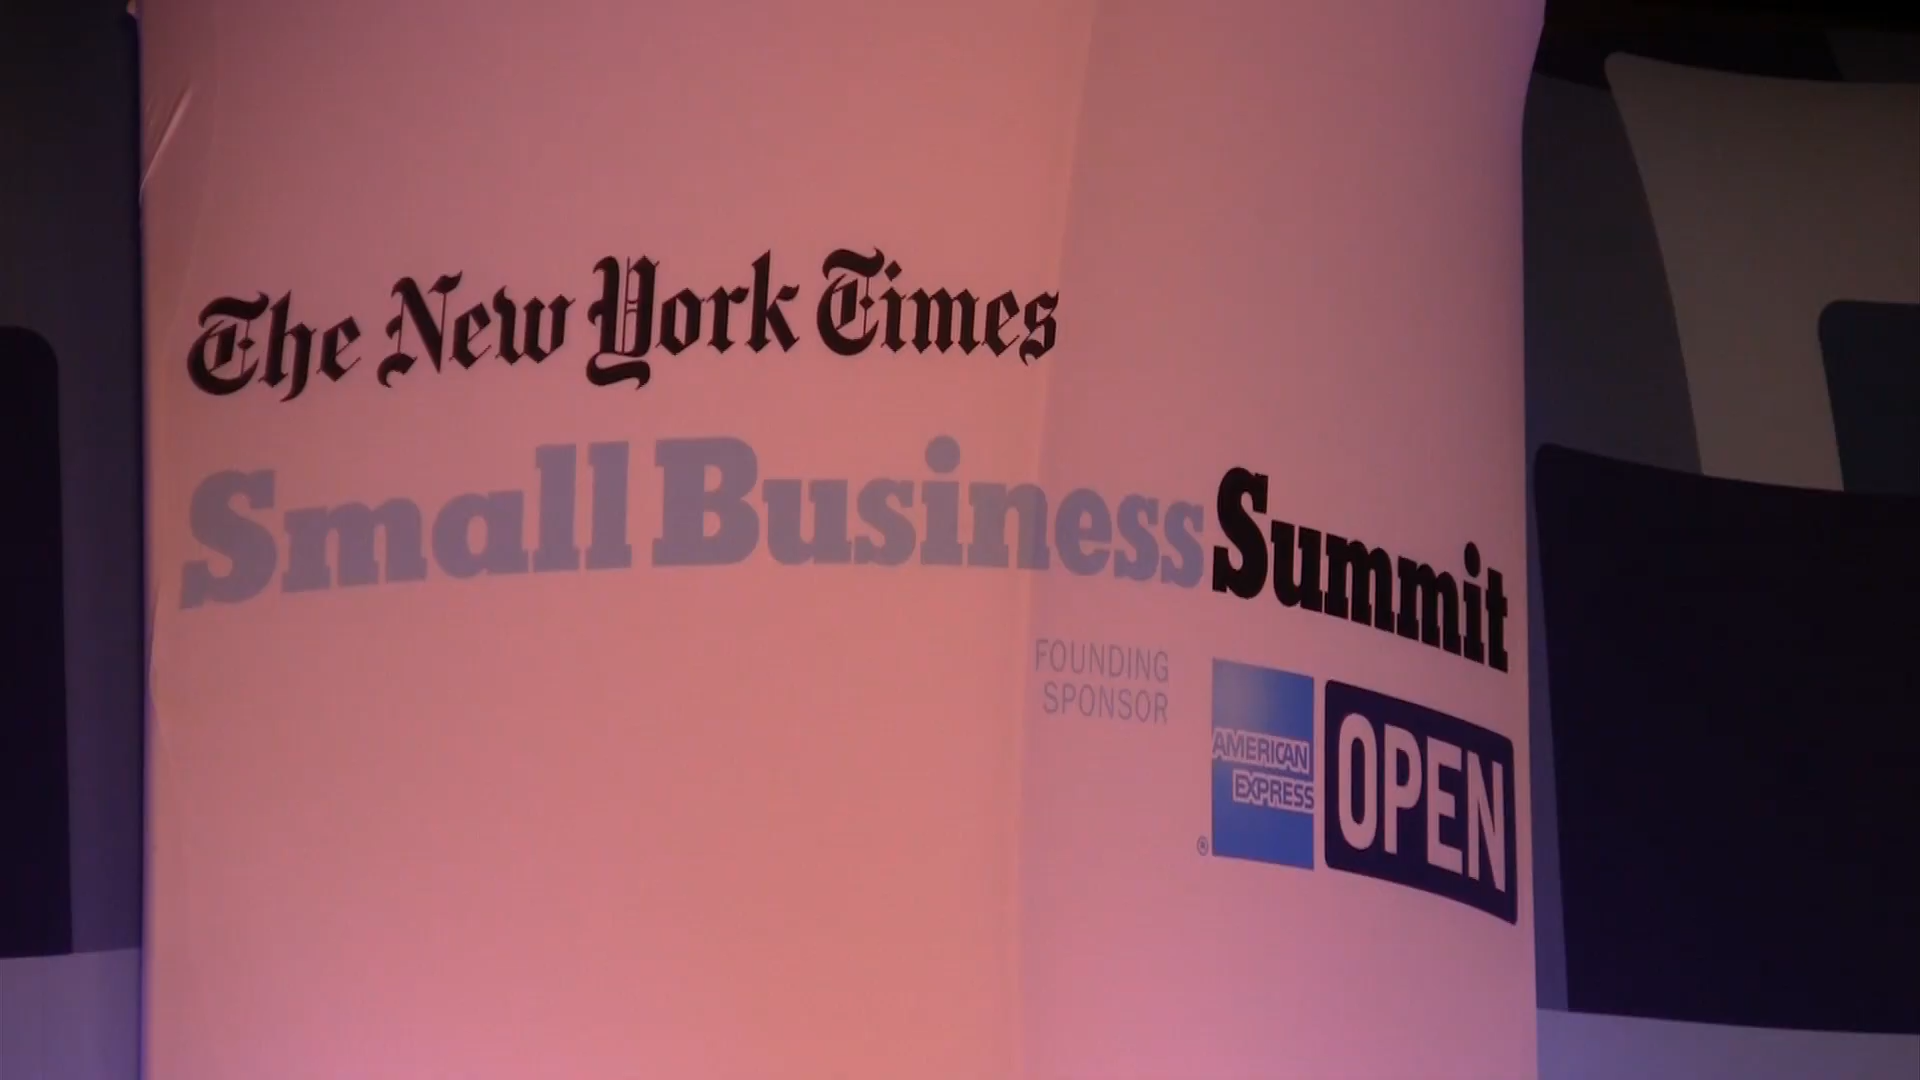 The New York Times
Small Business Summit
FOUNDING
SPONSOR
AMERICAN
EXPRESS
®
OPEN